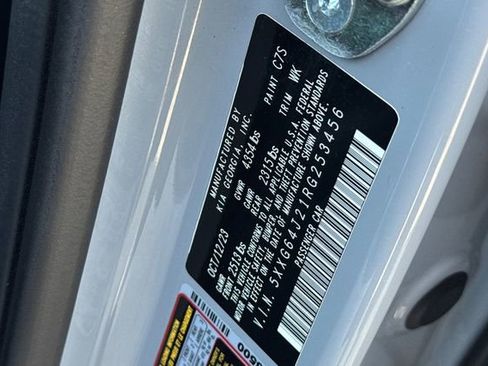 MANUFACTURED BY
KIA GEORGIA, INC.
OCT/12/23 GVWR 4354 lbs PAINT C7S
GAWR FRONT 2513 lbs GAWR REAR 2315 lbs TRIM WK
THIS VEHICLE CONFORMS TO ALL APPLICABLE U.S.A. FEDERAL
MOTOR VEHICLE SAFETY, BUMPER, AND THEFT PREVENTION STANDARDS
IN EFFECT ON THE DATE OF MANUFACTURE SHOWN ABOVE.
V.I.N. 5XXG64J21RG253456
PASSENGER CAR